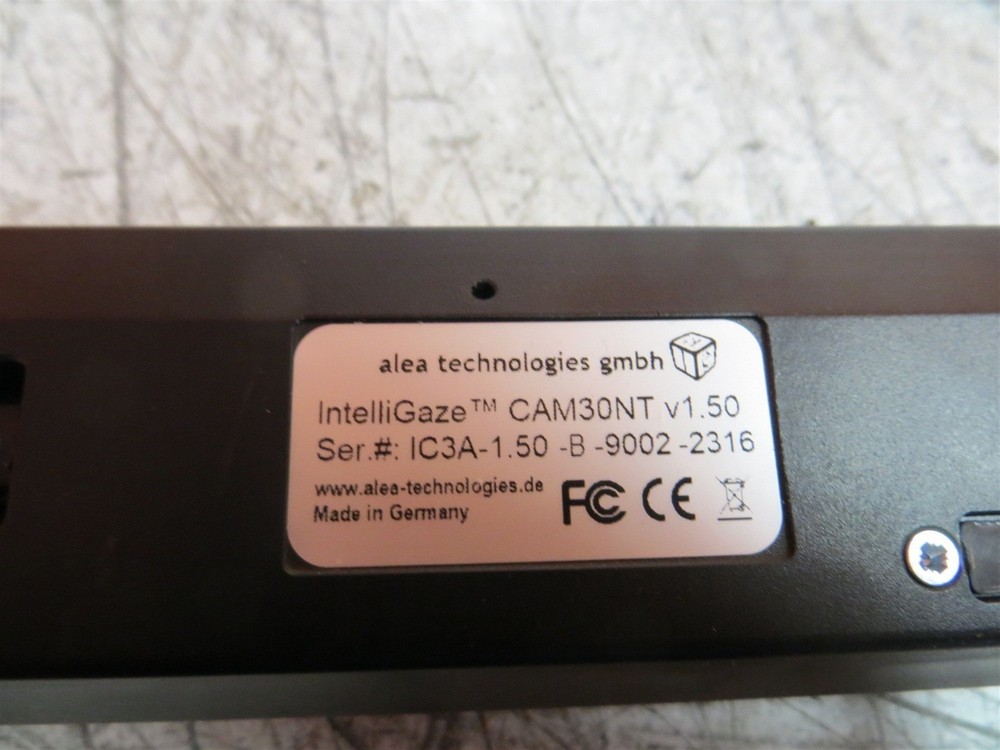 alea technologies gmbh
IntelliGaze™ CAM30NT v1.50
Ser.#: IC3A-1.50 -B -9002 -2316
www.alea-technologies.de
Made in Germany
FC CE